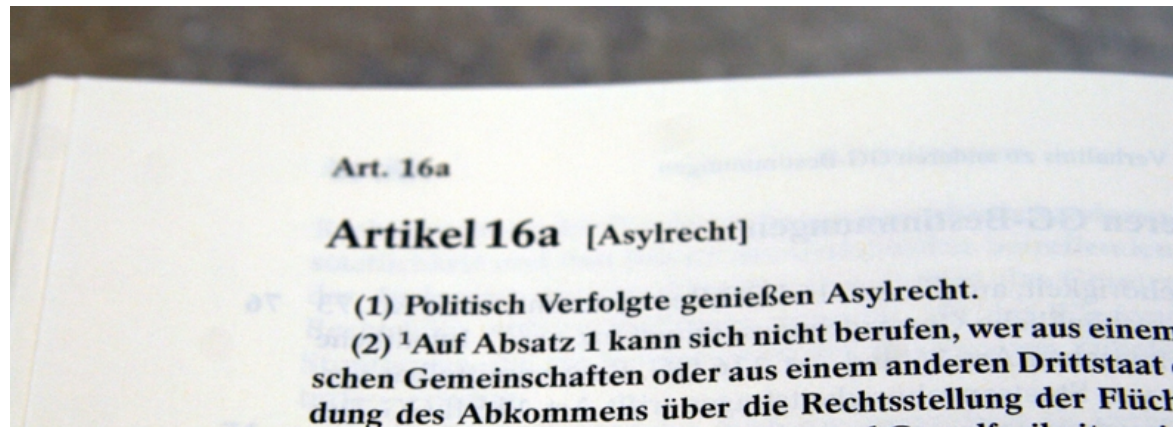 Art. 16a
Artikel 16a [Asylrecht]
(1) Politisch Verfolgte genießen Asylrecht.
(2) ¹Auf Absatz 1 kann sich nicht berufen, wer aus einem
schen Gemeinschaften oder aus einem anderen Drittstaat
dung des Abkommens über die Rechtsstellung der Flüch